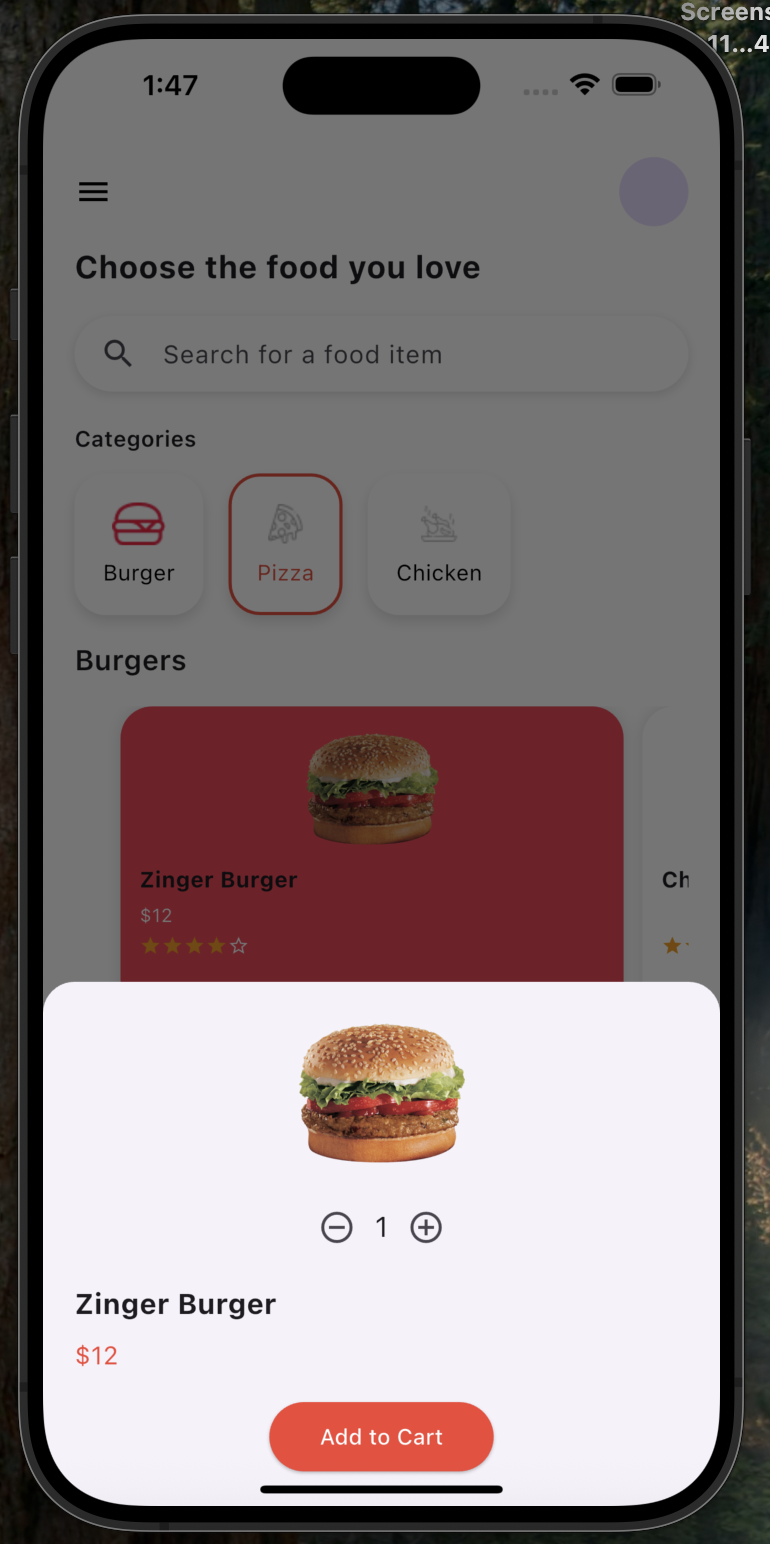 Screens
11...4
1:47
Choose the food you love
Search for a food item
Categories
Burger Pizza Chicken
Burgers
Zinger Burger Ch
$12
1
Zinger Burger
$12
Add to Cart